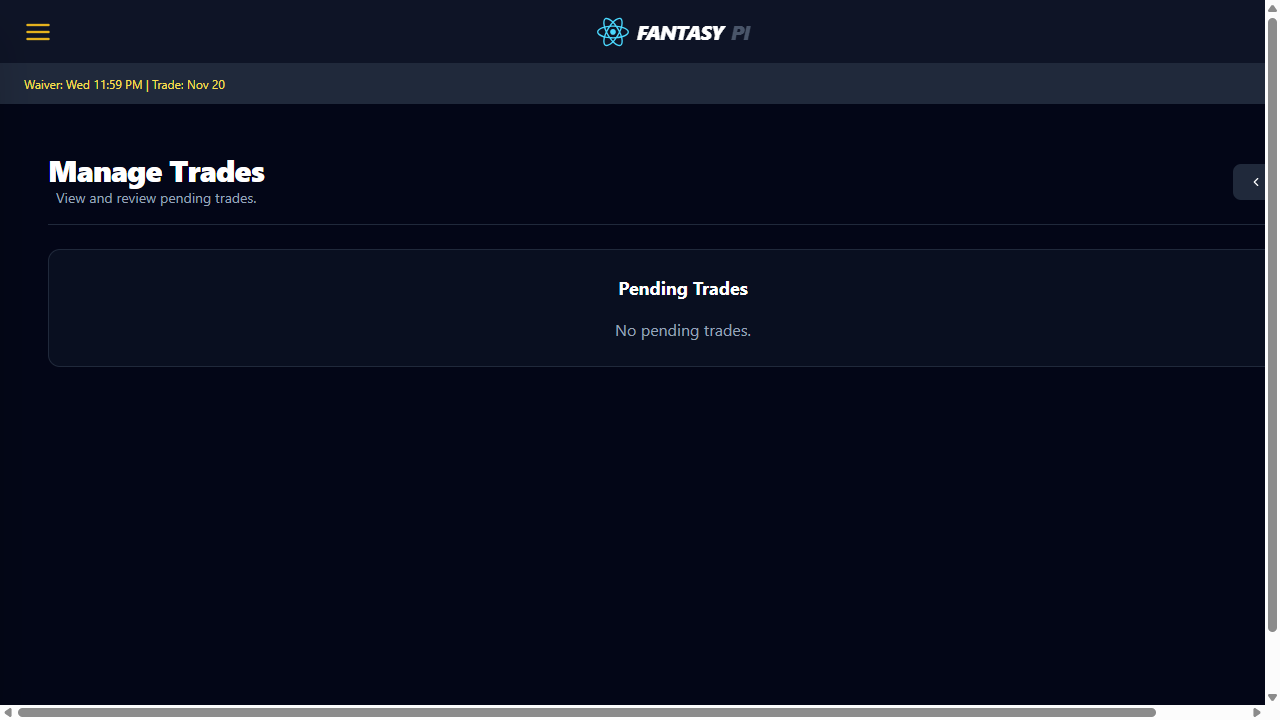 FANTASY PI
Waiver: Wed 11:59 PM | Trade: Nov 20
Manage Trades
View and review pending trades.
Pending Trades
No pending trades.